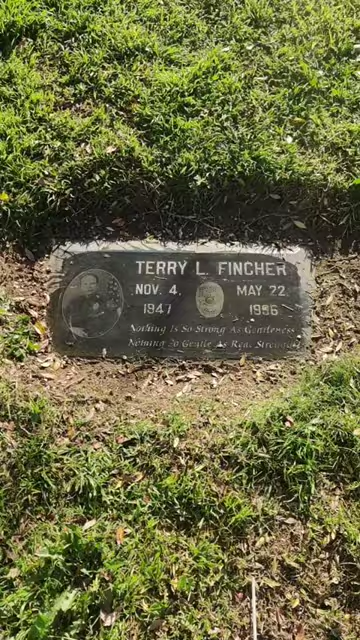 TERRY L. FINCHER
NOV. 4, MAY 22,
1947 1986
Nothing Is So Strong As Gentleness
Nothing So Gentle As Real Strength